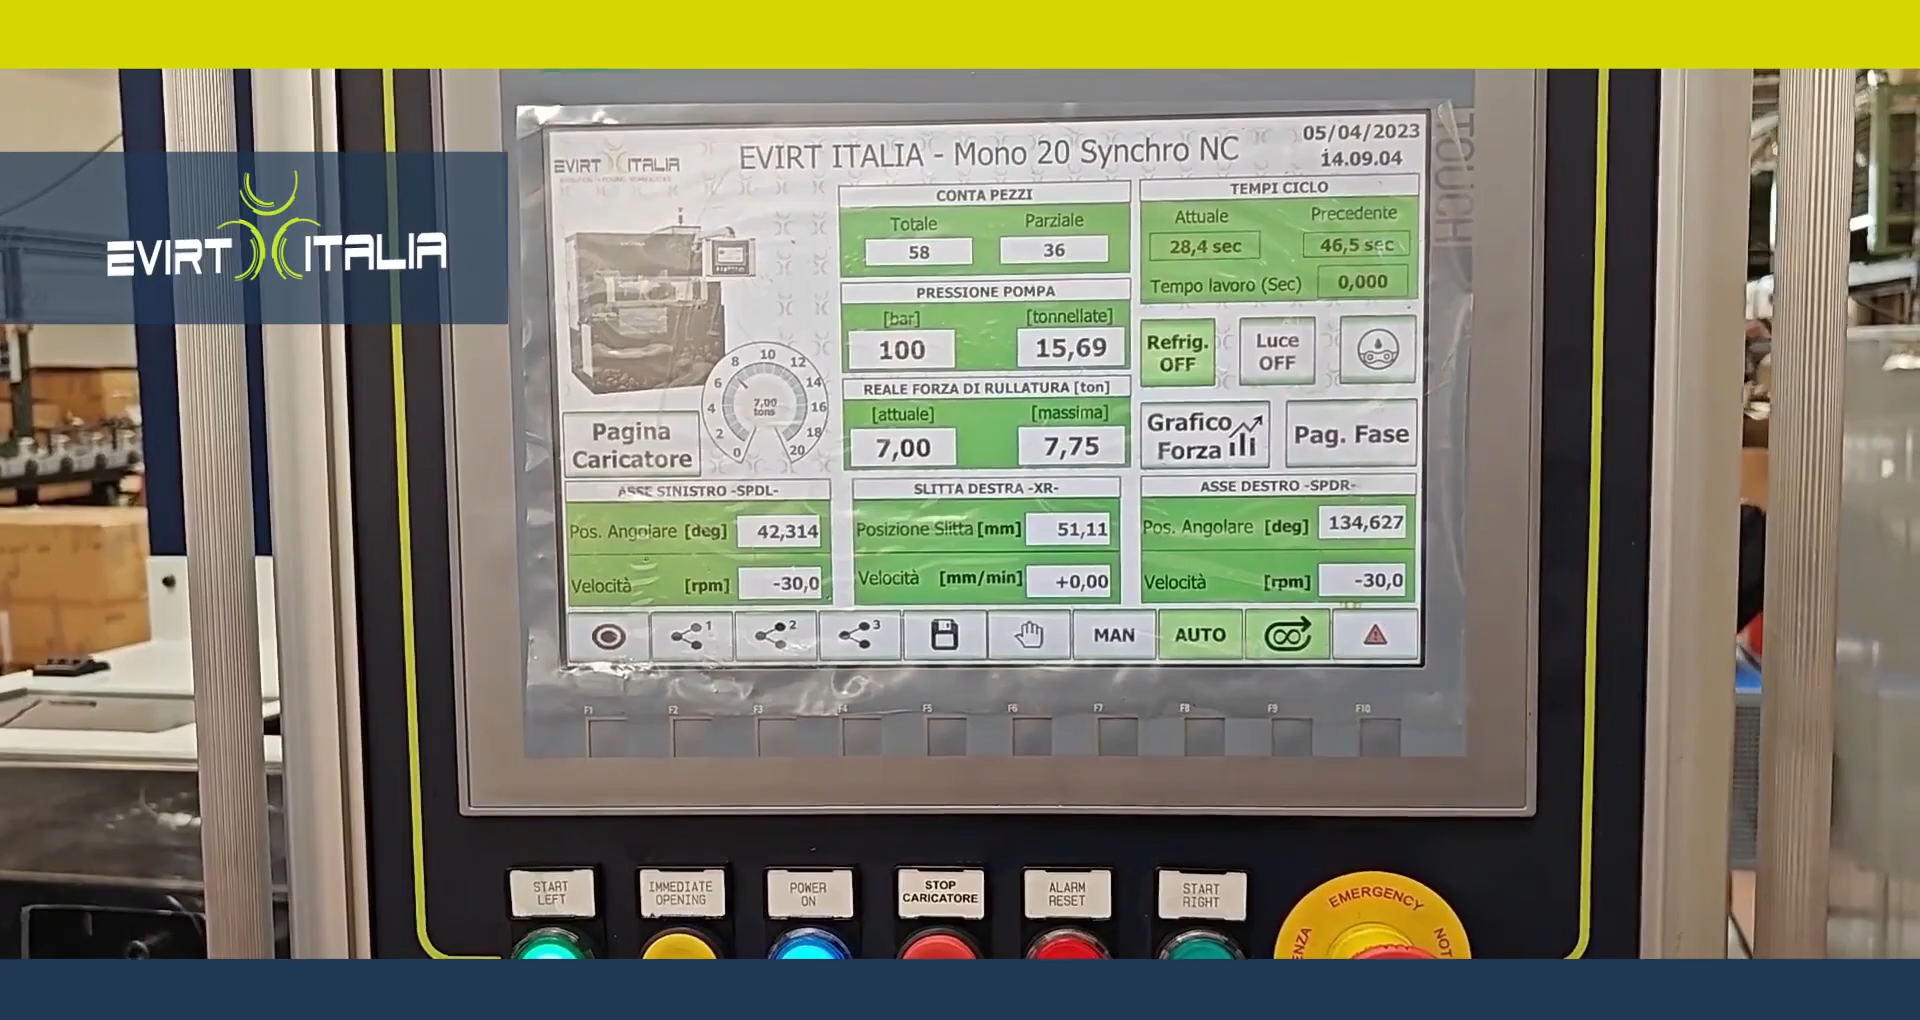 EVIRT ITALIA
EVIRT ITALIA
EVIRT ITALIA - Mono 20 Synchro NC
05/04/2023
14.09.04
CONTA PEZZI
Totale Parziale
58 36
TEMPI CICLO
Attuale Precedente
28,4 sec 46,5 sec
Tempo lavoro (Sec) 0,000
PRESSIONE POMPA
[bar] [tonnellate]
100 15,69
Refrig.
OFF
Luce
OFF
REALE FORZA DI RULLATURA [ton]
[attuale] [massima]
7,00 7,75
0 2 4 6 8 10 12 14 16 18 20
7,00
tons
Pagina
Caricatore
Grafico
Forza
Pag. Fase
ASSE SINISTRO -SPDL-
Pos. Angolare [deg] 42,314
Velocità [rpm] -30,0
SLITTA DESTRA -XR-
Posizione Slitta [mm] 51,11
Velocità [mm/min] +0,00
ASSE DESTRO -SPDR-
Pos. Angolare [deg] 134,627
Velocità [rpm] -30,0
1 2 3 MAN AUTO
TOUCH
F1 F2 F3 F4 F5 F6 F7 F8 F9 F10
START
LEFT
IMMEDIATE
OPENING
POWER
ON
STOP
CARICATORE
ALARM
RESET
START
RIGHT
EMERGENCY
NOT